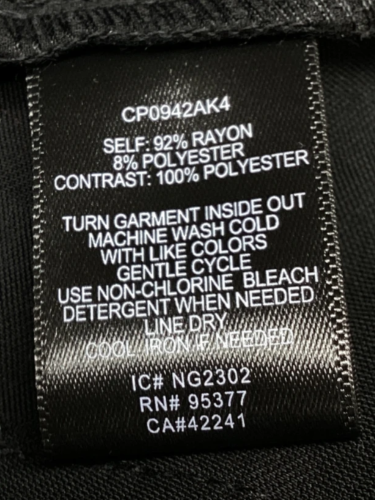 CP0942AK4
SELF: 92% RAYON
8% POLYESTER
CONTRAST: 100% POLYESTER
TURN GARMENT INSIDE OUT
MACHINE WASH COLD
WITH LIKE COLORS
GENTLE CYCLE
USE NON-CHLORINE BLEACH
DETERGENT WHEN NEEDED
LINE DRY
COOL IRON IF NEEDED
IC# NG2302
RN# 95377
CA#42241